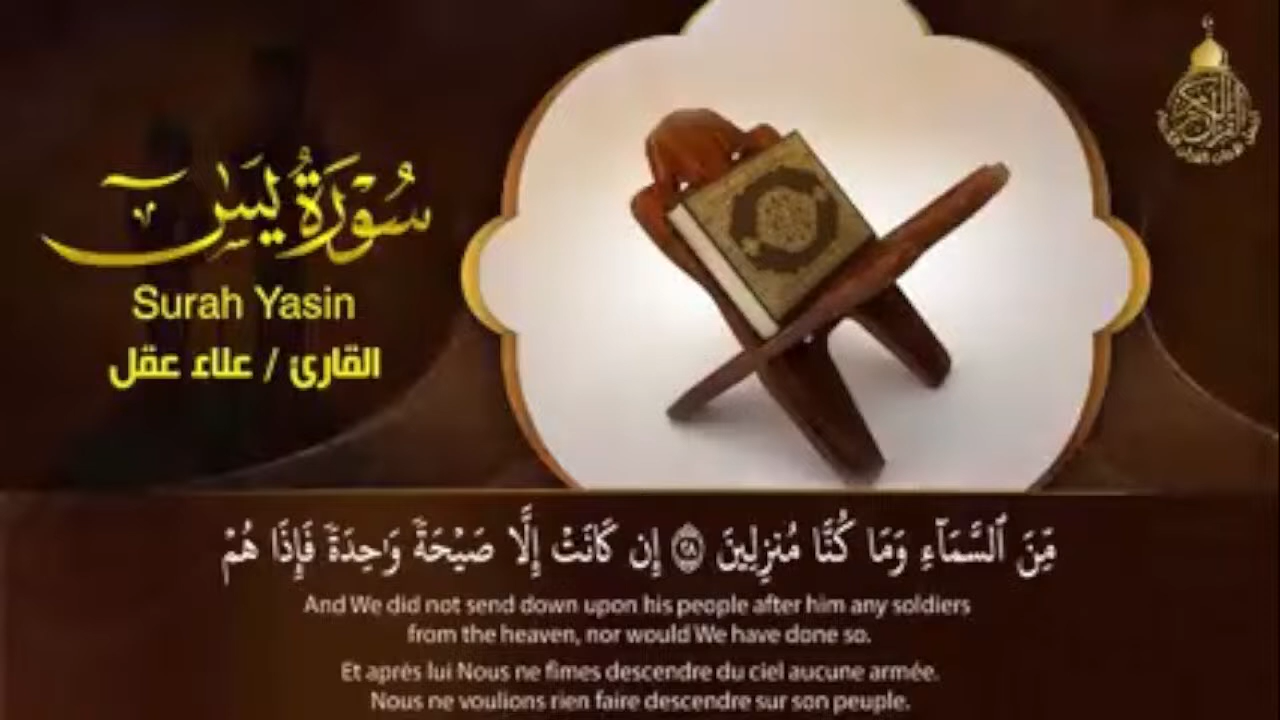 سُورَةُ يسٓ
Surah Yasin
القارئ / علاء عقل
مِّنَ ٱلسَّمَآءِ وَمَا كُنَّا مُنزِلِينَ ٢٨ إِن كَانَتْ إِلَّا صَيْحَةً وَٰحِدَةً فَإِذَا هُمْ
And We did not send down upon his people after him any soldiers
from the heaven, nor would We have done so.
Et après lui Nous ne fîmes descendre du ciel aucune armée.
Nous ne voulions rien faire descendre sur son peuple.